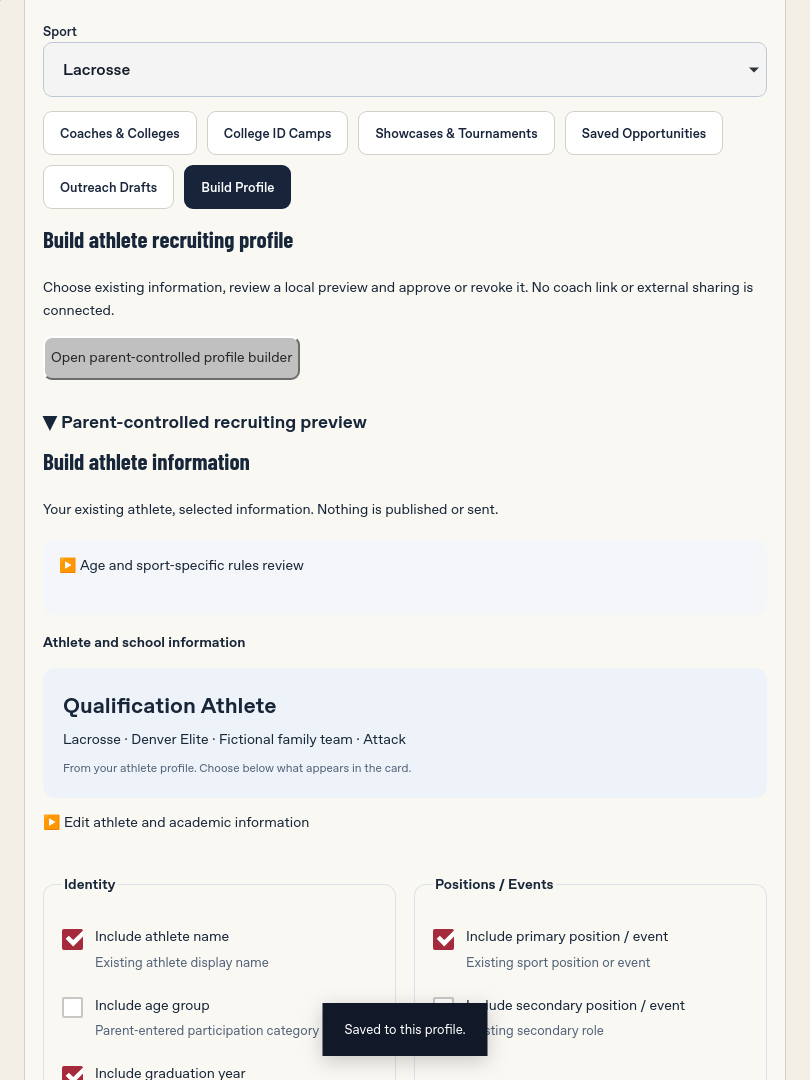 Sport
Lacrosse
Coaches & Colleges
College ID Camps
Showcases & Tournaments
Saved Opportunities
Outreach Drafts
Build Profile
Build athlete recruiting profile
Choose existing information, review a local preview and approve or revoke it. No coach link or external sharing is
connected.
Open parent-controlled profile builder
▼ Parent-controlled recruiting preview
Build athlete information
Your existing athlete, selected information. Nothing is published or sent.
▶ Age and sport-specific rules review
Athlete and school information
Qualification Athlete
Lacrosse · Denver Elite · Fictional family team · Attack
From your athlete profile. Choose below what appears in the card.
▶ Edit athlete and academic information
Identity
Include athlete name
Existing athlete display name
Include age group
Parent-entered participation category
Include graduation year
Positions / Events
Include primary position / event
Existing sport position or event
secondary position / event
secondary role
Saved to this profile.